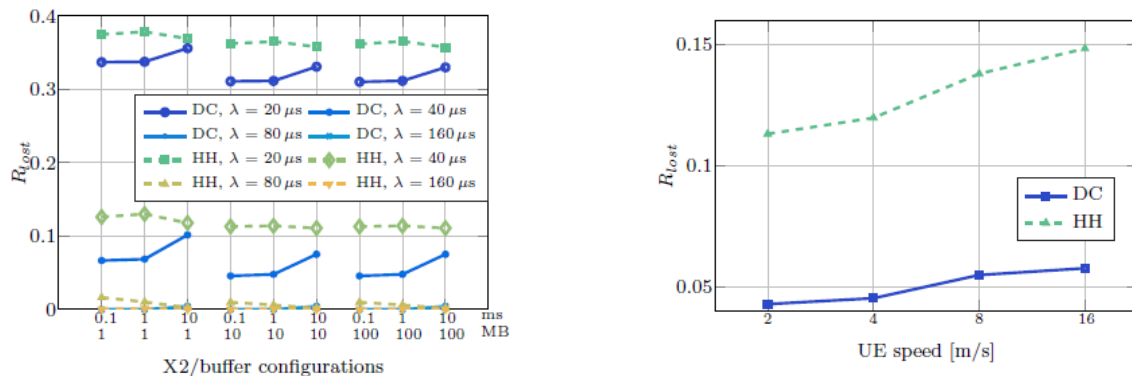 0.4
0.3
0.2
0.1
0
R_lost
DC, λ = 20 μs DC, λ = 40 μs
DC, λ = 80 μs DC, λ = 160 μs
HH, λ = 20 μs HH, λ = 40 μs
HH, λ = 80 μs HH, λ = 160 μs
0.1 1 10 0.1 1 10 0.1 1 10 ms
1 1 1 10 10 10 100 100 100 MB
X2/buffer configurations
0.15
0.1
0.05
R_lost
DC
HH
2 4 8 16
UE speed [m/s]